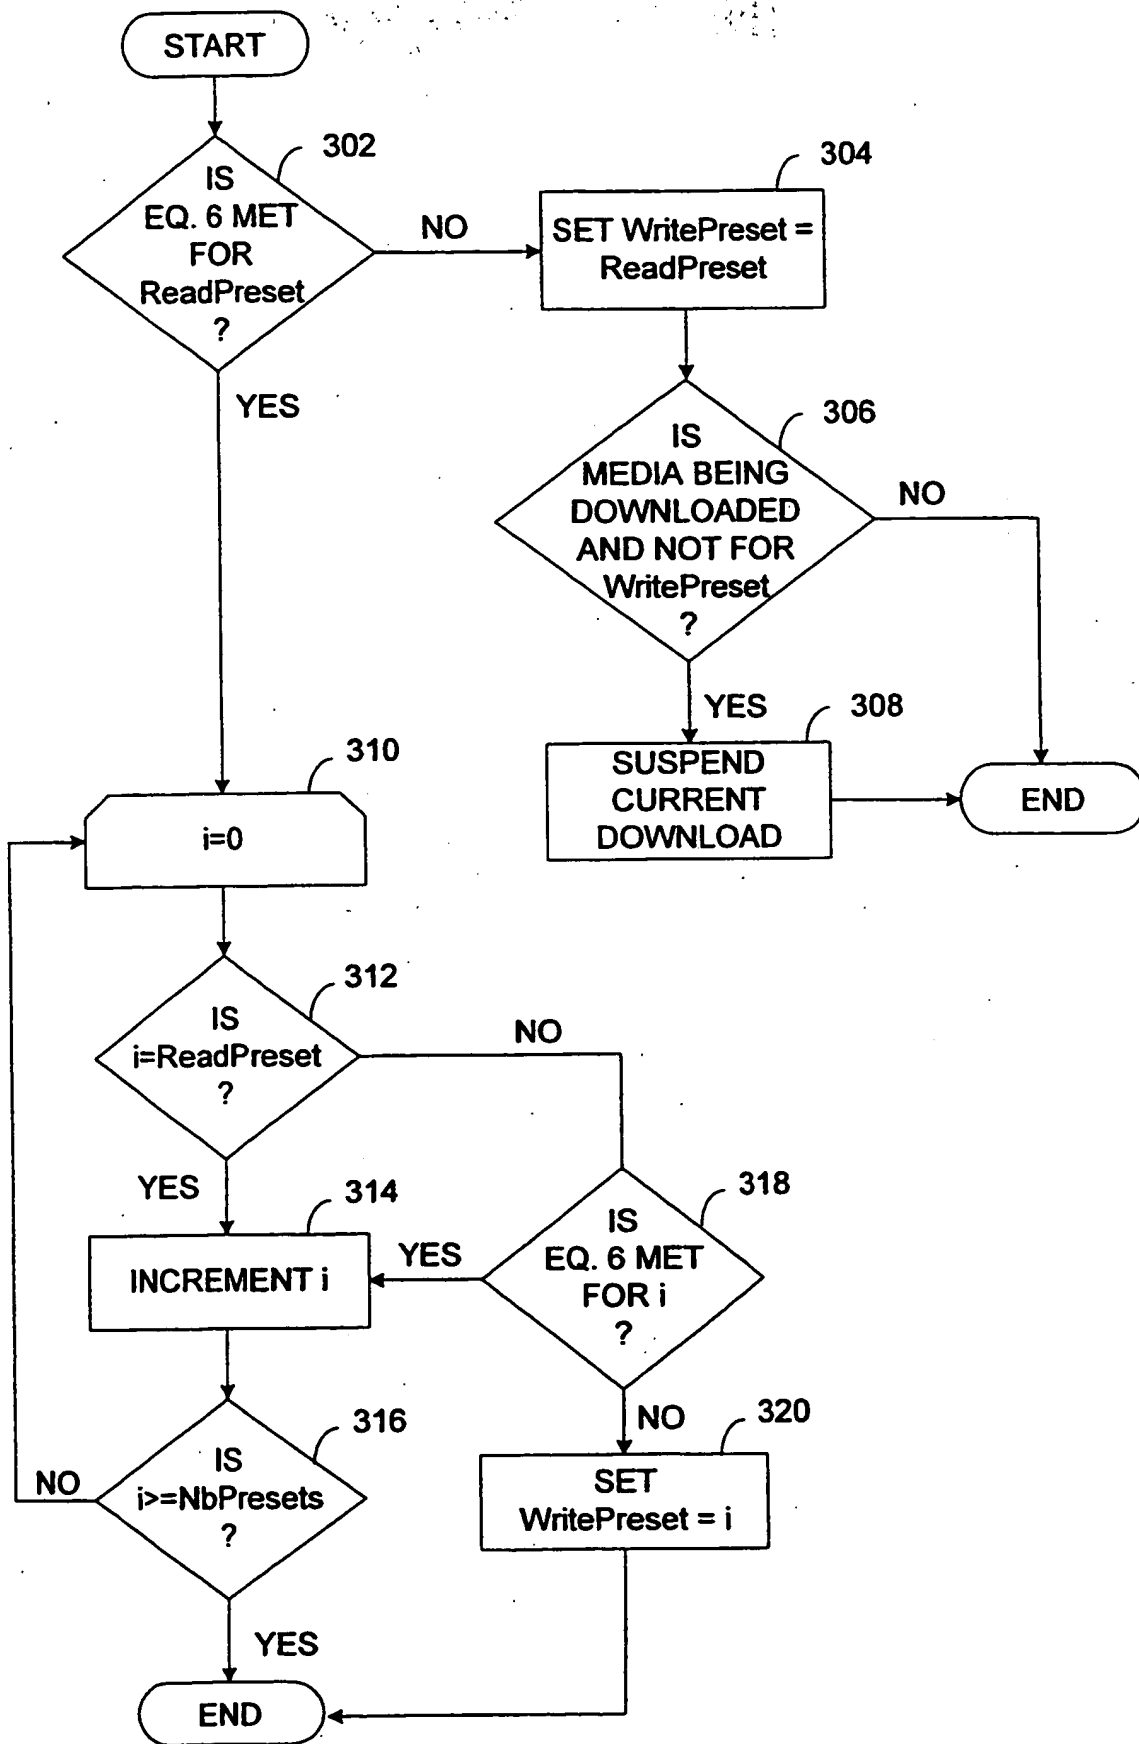 START
302
IS
EQ. 6 MET
FOR
ReadPreset
?
NO
304
SET WritePreset =
ReadPreset
YES
306
IS
MEDIA BEING
DOWNLOADED
AND NOT FOR
WritePreset
?
NO
YES
308
SUSPEND
CURRENT
DOWNLOAD
END
310
i=0
312
IS
i=ReadPreset
?
NO
YES
314
INCREMENT i
318
IS
EQ. 6 MET
FOR i
?
YES
NO
316
IS
i>=NbPresets
?
NO
320
SET
WritePreset = i
YES
END